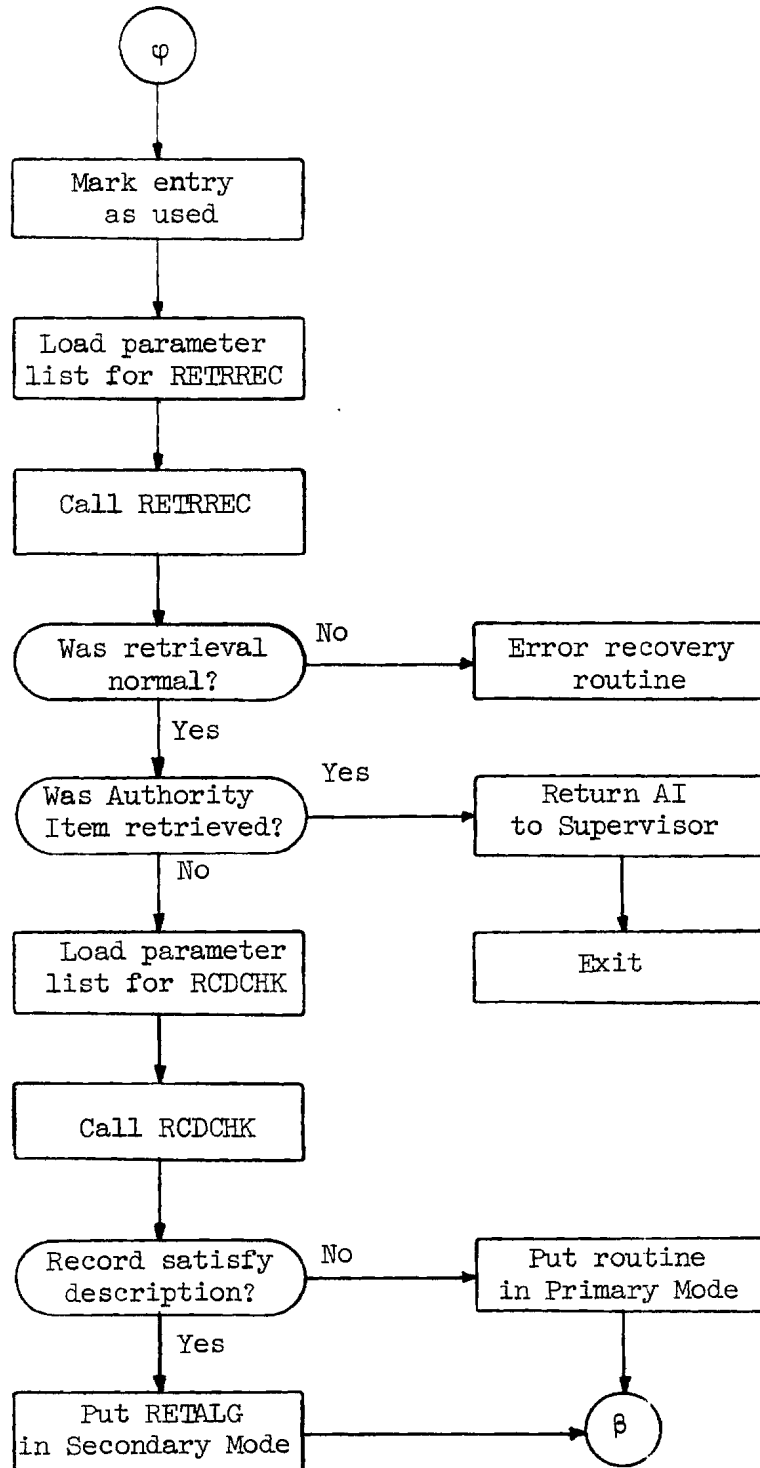 φ
Mark entry
as used
Load parameter
list for RETRREC
Call RETRREC
Was retrieval
normal?
No
Error recovery
routine
Yes
Was Authority
Item retrieved?
Yes
Return AI
to Supervisor
Exit
No
Load parameter
list for RCDCHK
Call RCDCHK
Record satisfy
description?
No
Put routine
in Primary Mode
Yes
Put RETALG
in Secondary Mode
β